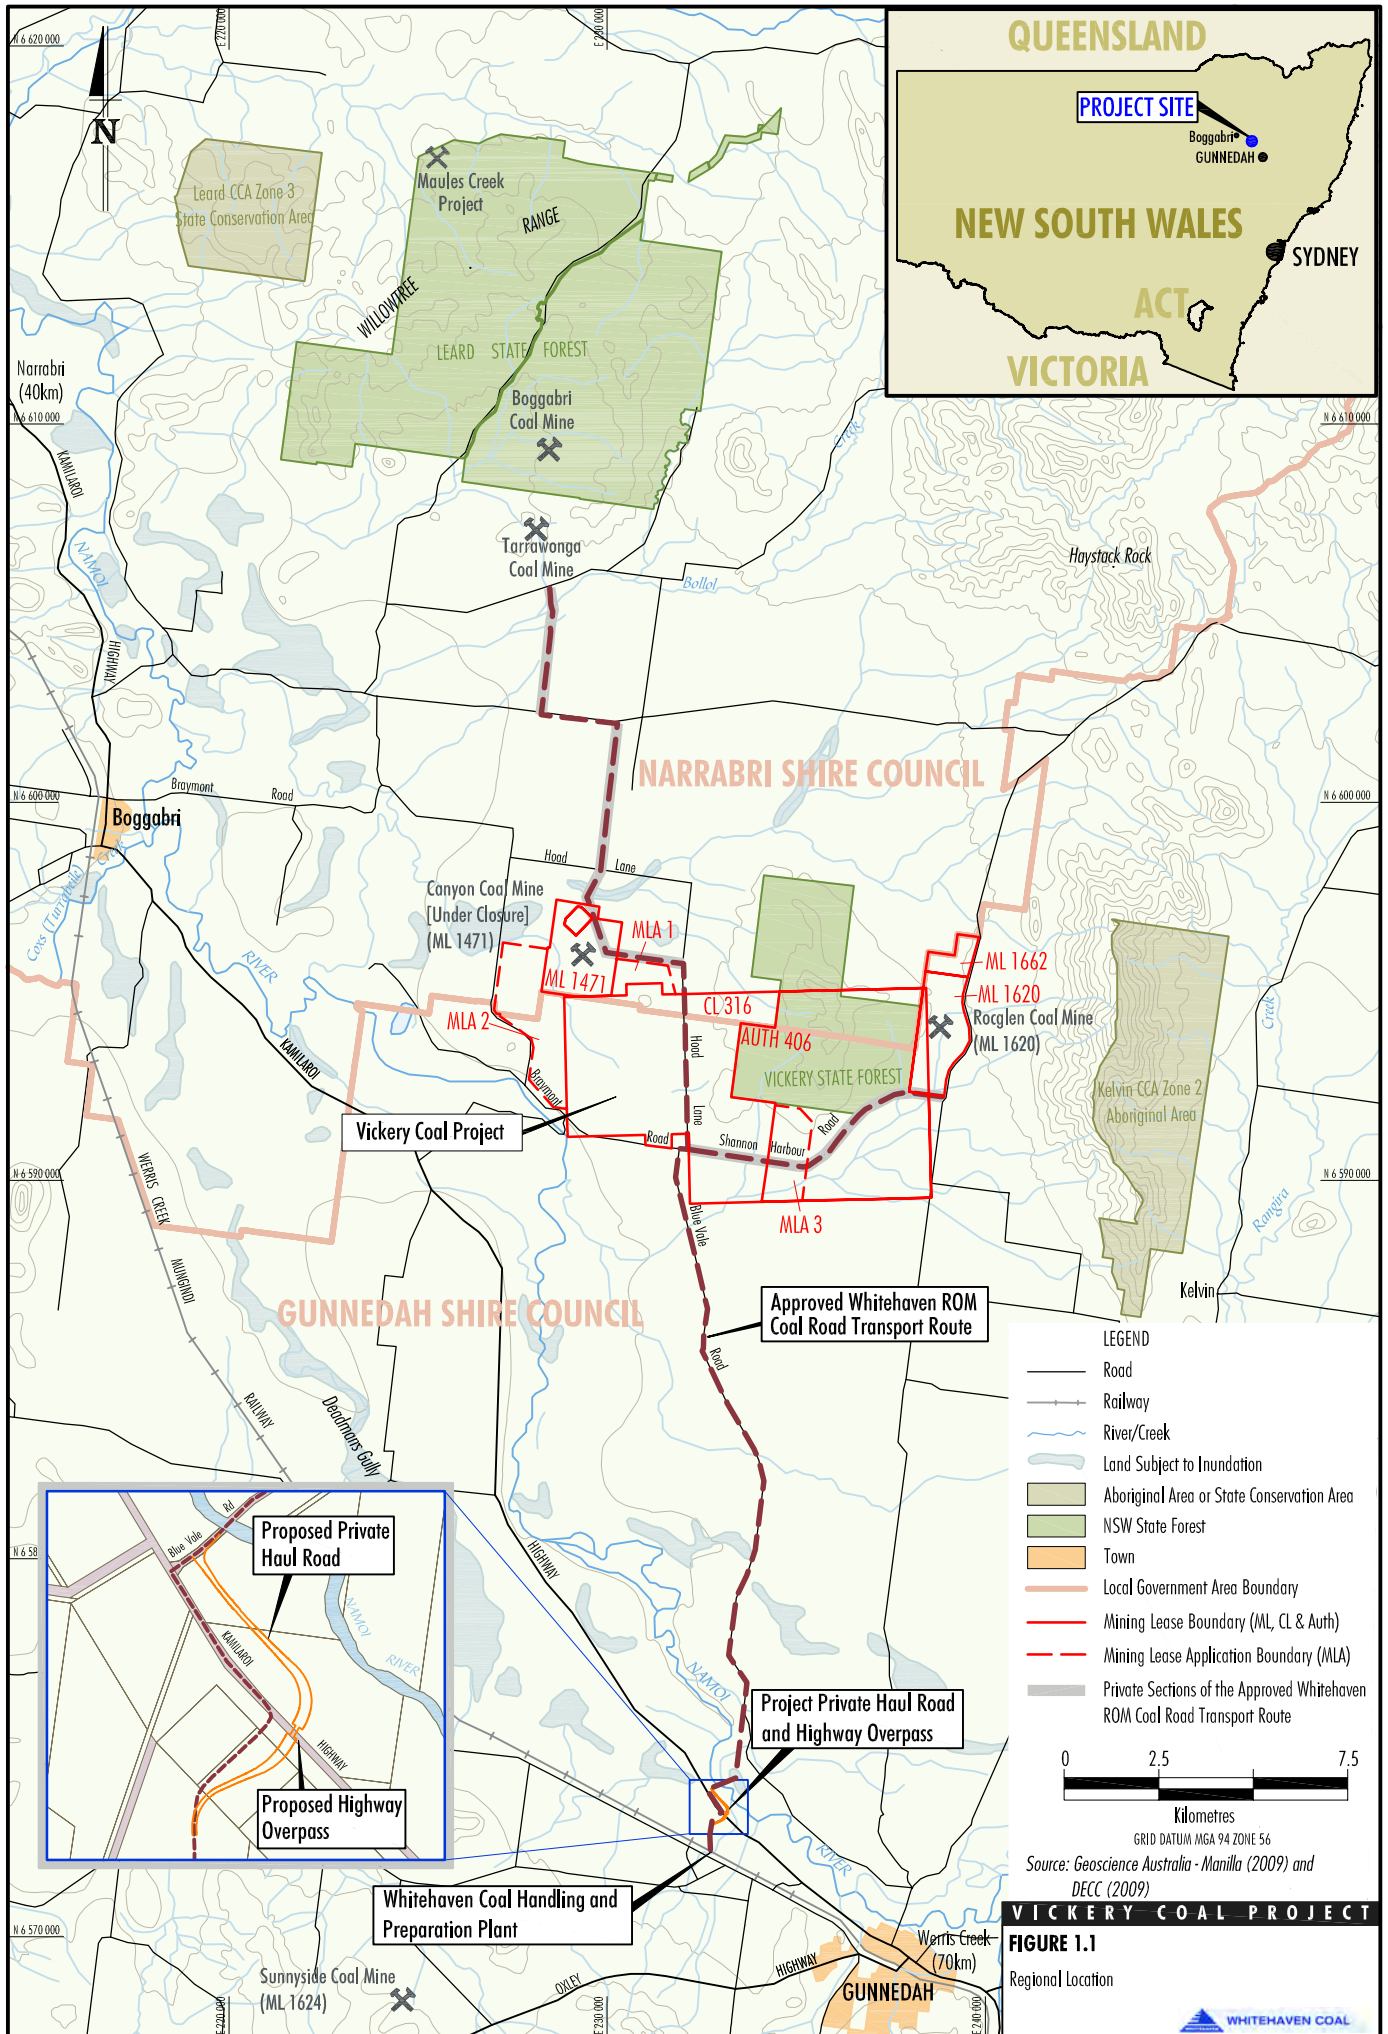 N 6 620 000
E 220 000
E 230 000
N
QUEENSLAND
PROJECT SITE
Boggabri
GUNNEDAH
NEW SOUTH WALES
SYDNEY
ACT
VICTORIA
Leard CCA Zone 3
State Conservation Area
Maules Creek
Project
RANGE
WILLOWTREE
LEARD STATE FOREST
Narrabri
(40km)
Boggabri
Coal Mine
N 6 610 000
N 6 610 000
Creek
KAMILAROI
Tarrawonga
Coal Mine
NAMOI
Haystack Rock
Bollol
HIGHWAY
NARRABRI SHIRE COUNCIL
Braymont Road
N 6 600 000
N 6 600 000
Boggabri
Hoad Lane
Coxs (Turrabeile) Creek
Canyon Coal Mine
[Under Closure]
(ML 1471)
MLA 1
RIVER
ML 1471
ML 1662
ML 1620
CL 316
Rocglen Coal Mine
(ML 1620)
Creek
MLA 2
AUTH 406
Hoad
KAMILAROI
VICKERY STATE FOREST
Braymont
Kelvin CCA Zone 2
Aboriginal Area
Lane
Vickery Coal Project
Road
Shannon Harbour Road
N 6 590 000
N 6 590 000
WERRIS CREEK
MLA 3
Blue Vale
Rangira
MUNGINDI
Kelvin
GUNNEDAH SHIRE COUNCIL
Approved Whitehaven ROM
Coal Road Transport Route
Road
RAILWAY
Deadmans Gully
LEGEND
Road
Railway
River/Creek
Land Subject to Inundation
Aboriginal Area or State Conservation Area
NSW State Forest
Town
Local Government Area Boundary
Mining Lease Boundary (ML, CL & Auth)
Mining Lease Application Boundary (MLA)
Private Sections of the Approved Whitehaven
ROM Coal Road Transport Route
0 2.5 7.5
Kilometres
GRID DATUM MGA 94 ZONE 56
Source: Geoscience Australia - Manilla (2009) and
DECC (2009)
N 6 58
Blue Vale Rd
Proposed Private
Haul Road
NAMOI
RIVER
KAMILAROI
HIGHWAY
Proposed Highway
Overpass
HIGHWAY
NAMOI
Project Private Haul Road
and Highway Overpass
RIVER
Whitehaven Coal Handling and
Preparation Plant
N 6 570 000
Werris Creek
(70km)
Sunnyside Coal Mine
(ML 1624)
OXLEY HIGHWAY
GUNNEDAH
E 220 000
E 230 000
E 240 000
VICKERY COAL PROJECT
FIGURE 1.1
Regional Location
WHITEHAVEN COAL